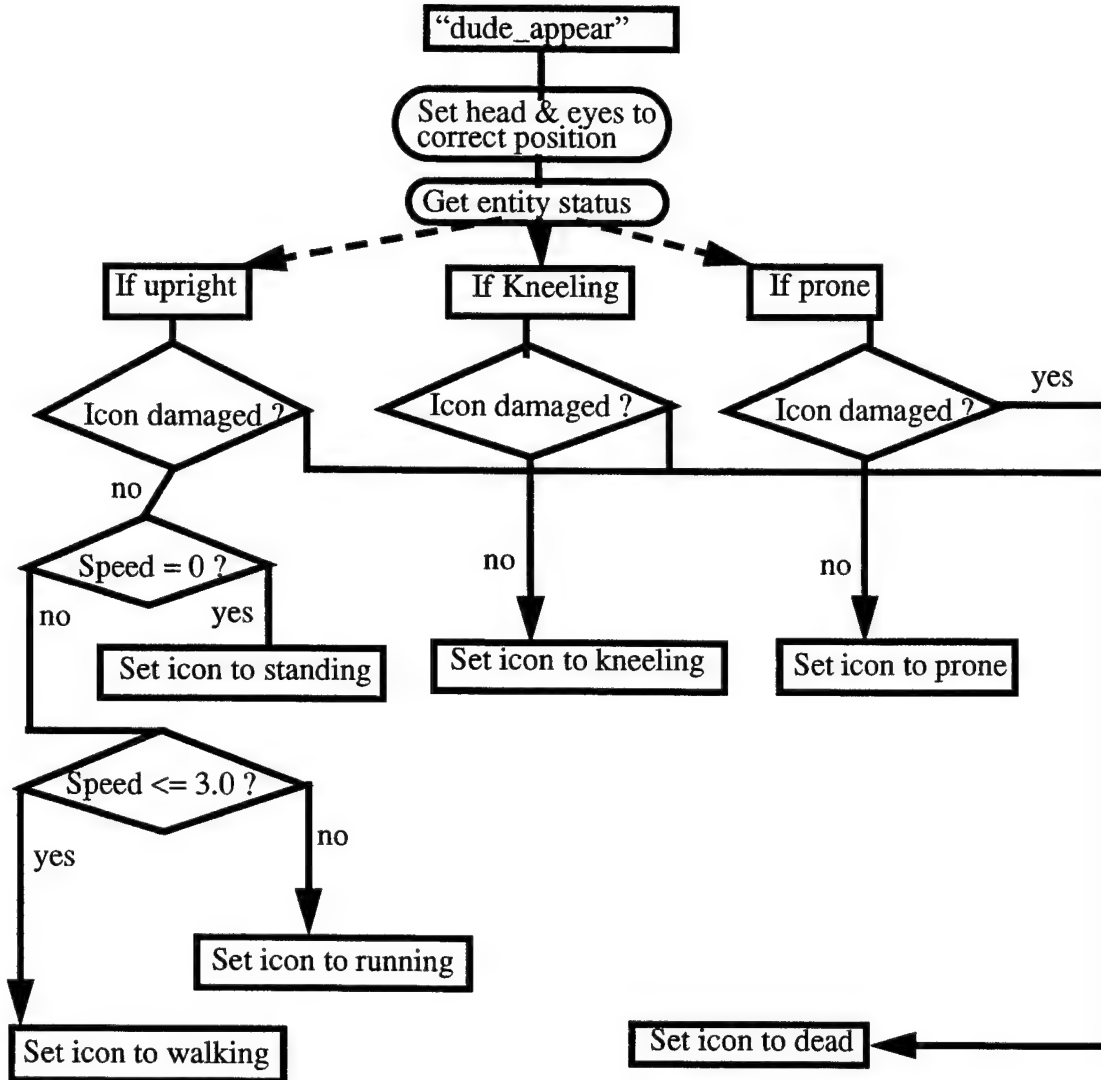 “dude_appear”
Set head & eyes to
correct position
Get entity status
If upright
If Kneeling
If prone
Icon damaged ?
Icon damaged ?
Icon damaged ?
yes
no
Speed = 0 ?
no
yes
no
no
Set icon to standing
Set icon to kneeling
Set icon to prone
Speed <= 3.0 ?
yes
no
Set icon to running
Set icon to walking
Set icon to dead